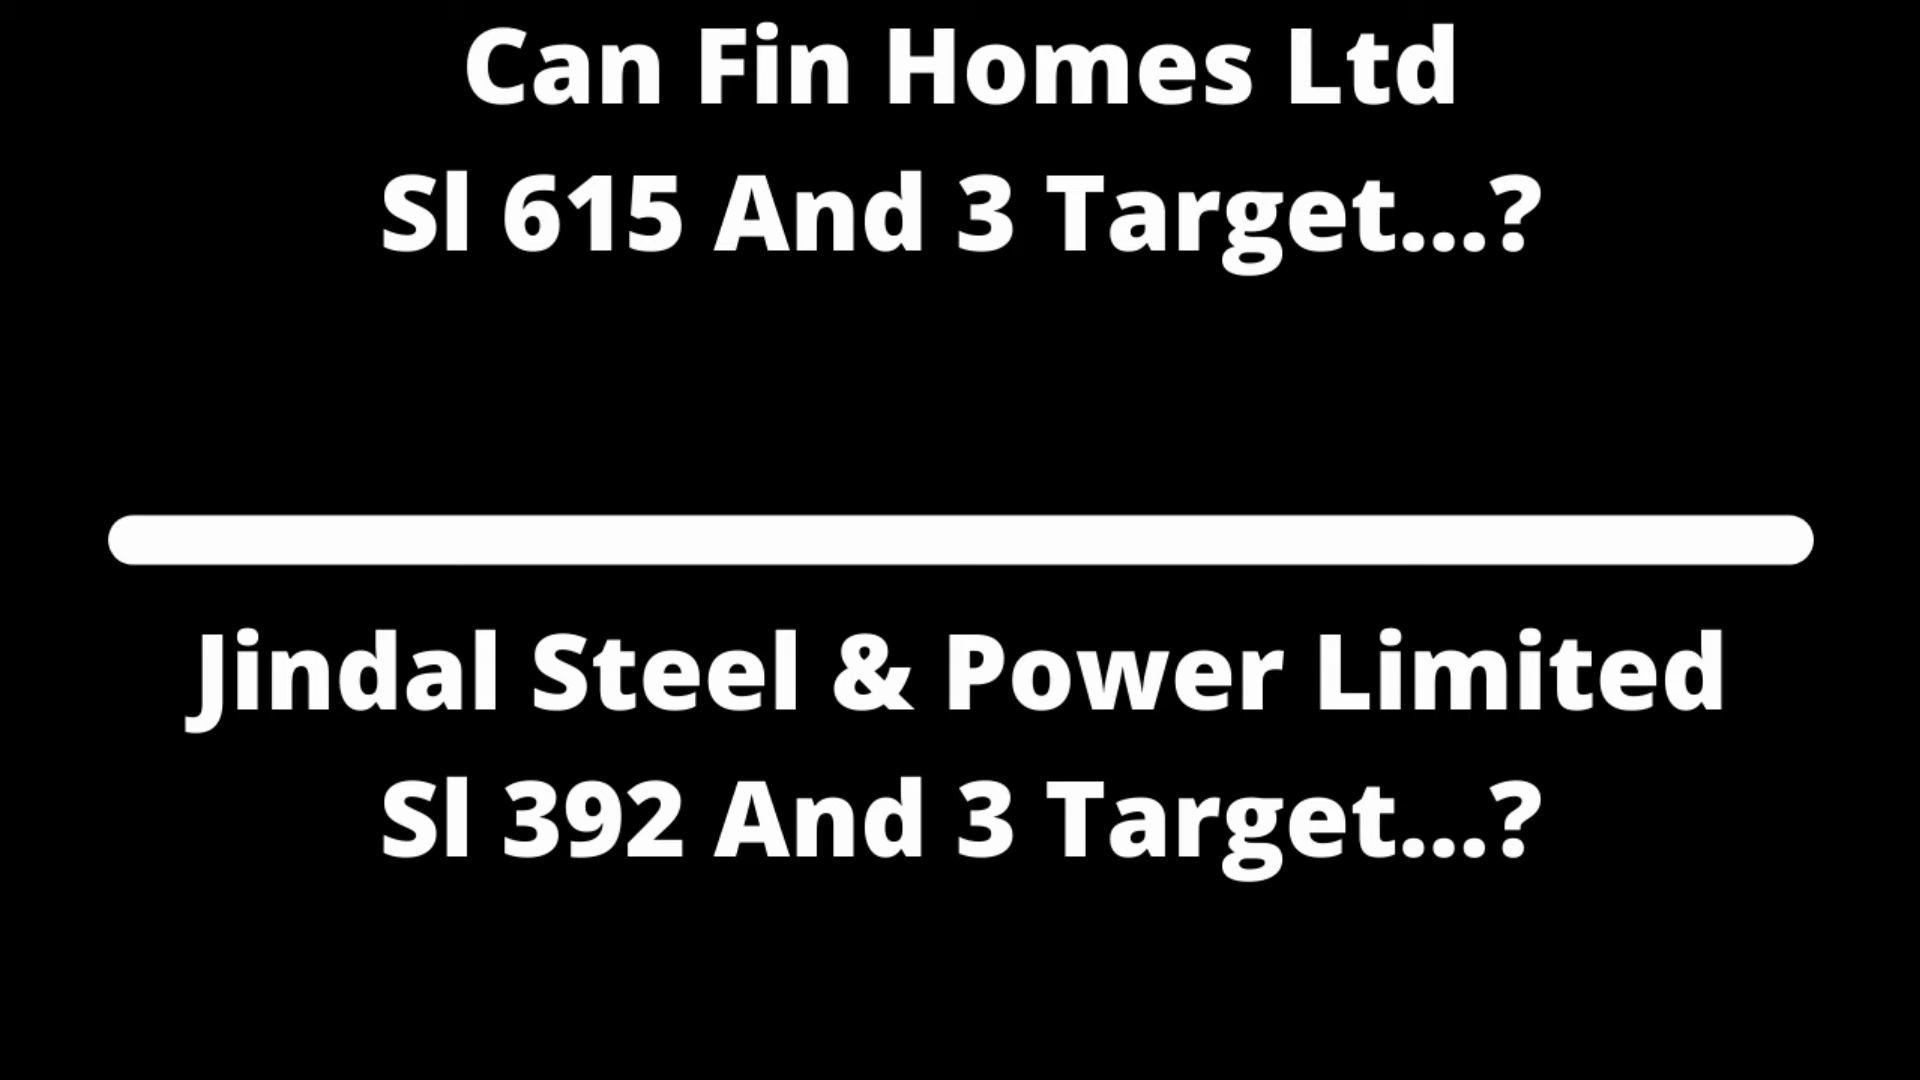 Can Fin Homes Ltd
Sl 615 And 3 Target...?
Jindal Steel & Power Limited
Sl 392 And 3 Target...?